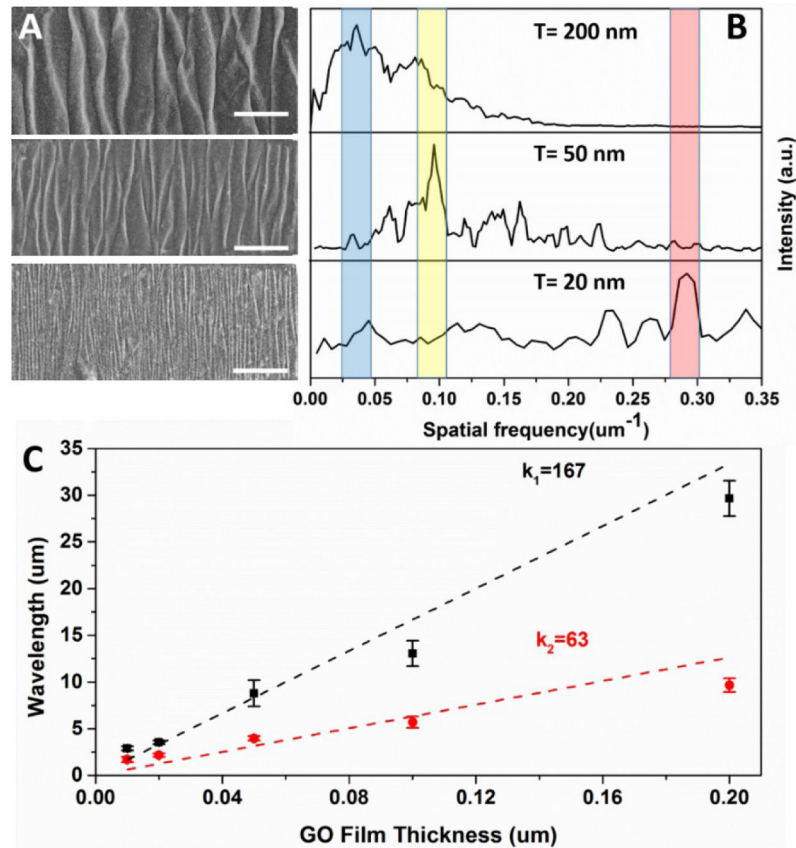 A
B
T= 200 nm
T= 50 nm
T= 20 nm
Intensity (a.u.)
0.00 0.05 0.10 0.15 0.20 0.25 0.30 0.35
Spatial frequency(um⁻¹)
C
35
30
25
20
15
10
5
0
Wavelength (um)
k₁=167
k₂=63
0.00 0.04 0.08 0.12 0.16 0.20
GO Film Thickness (um)